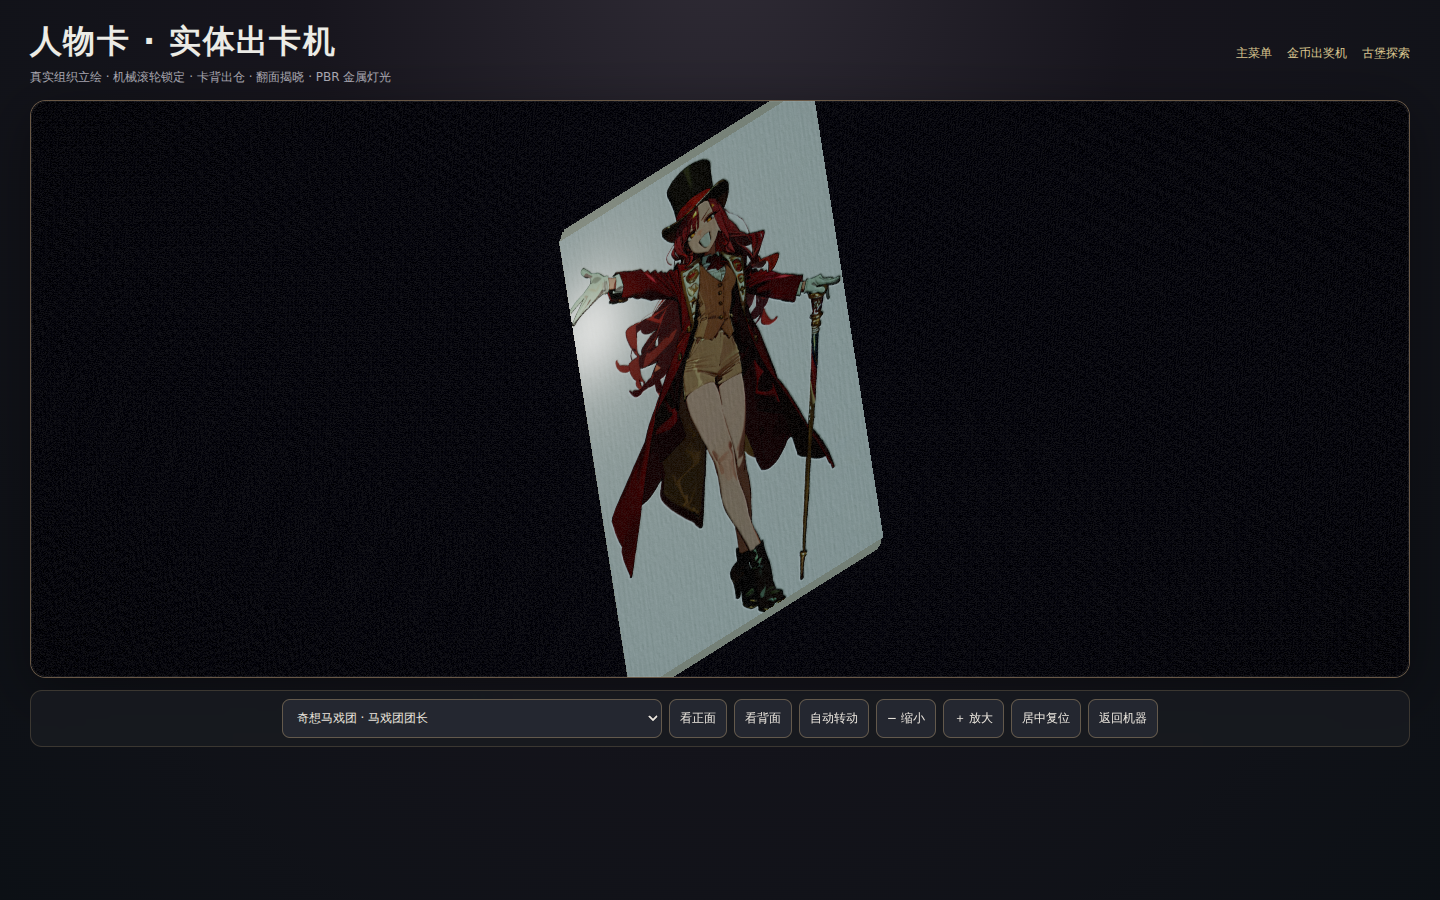 人物卡 · 实体出卡机
真实组织立绘 · 机械滚轮锁定 · 卡背出仓 · 翻面揭晓 · PBR 金属灯光
主菜单 金币出奖机 古堡探索
奇想马戏团 · 马戏团团长 看正面 看背面 自动转动 − 缩小 ＋ 放大 居中复位 返回机器